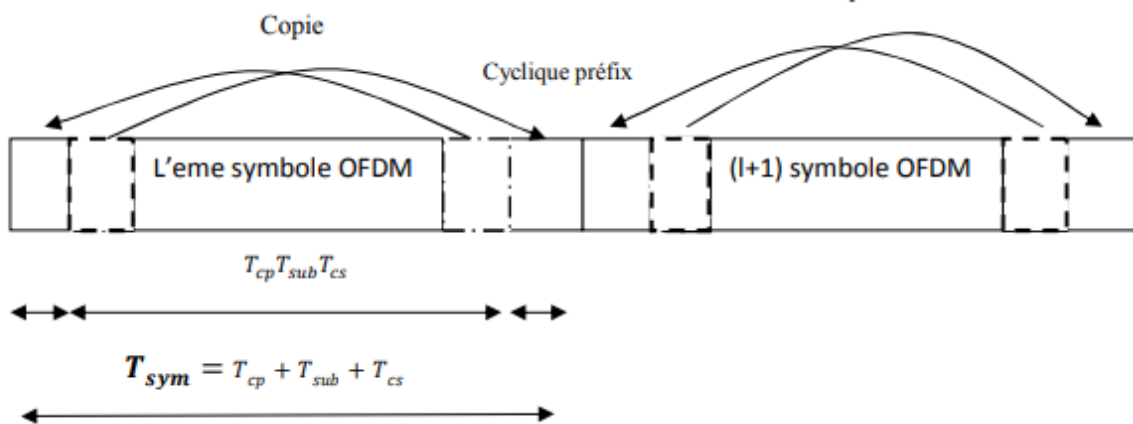 Copie
Cyclique préfix
L'eme symbole OFDM
(l+1) symbole OFDM
T_cp T_sub T_cs
T_sym = T_cp + T_sub + T_cs